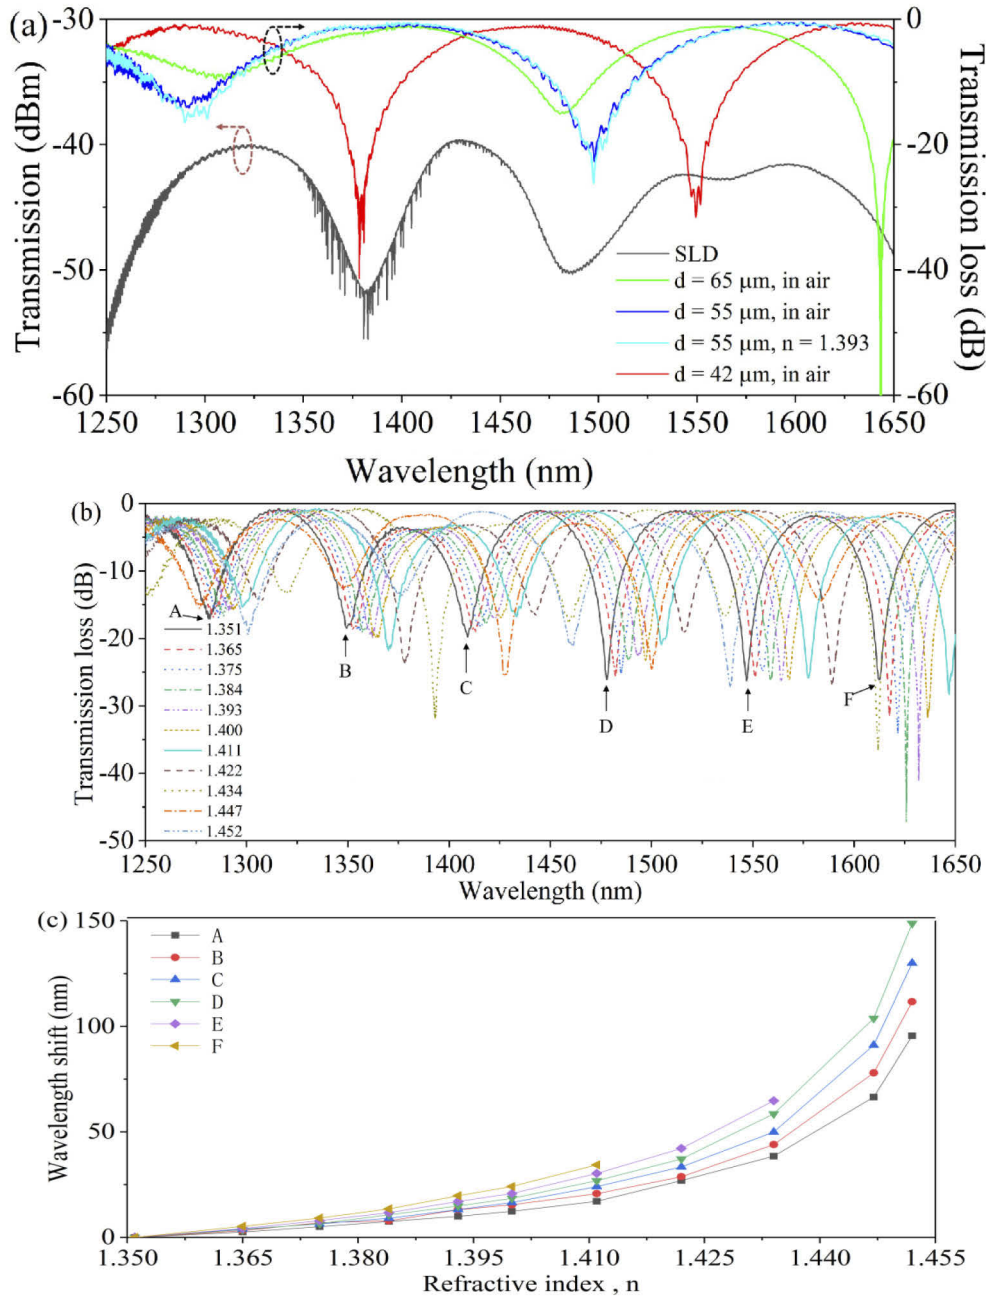 (a)
-30
-40
-50
-60
Transmission (dBm)
0
-20
-40
-60
Transmission loss (dB)
SLD
d = 65 μm, in air
d = 55 μm, in air
d = 55 μm, n = 1.393
d = 42 μm, in air
1250 1300 1350 1400 1450 1500 1550 1600 1650
Wavelength (nm)
(b)
0
-10
-20
-30
-40
-50
Transmission loss (dB)
A
B
C
D
E
F
1.351
1.365
1.375
1.384
1.393
1.400
1.411
1.422
1.434
1.447
1.452
1250 1300 1350 1400 1450 1500 1550 1600 1650
Wavelength (nm)
(c)
150
100
50
0
Wavelength shift (nm)
A
B
C
D
E
F
1.350 1.365 1.380 1.395 1.410 1.425 1.440 1.455
Refractive index , n